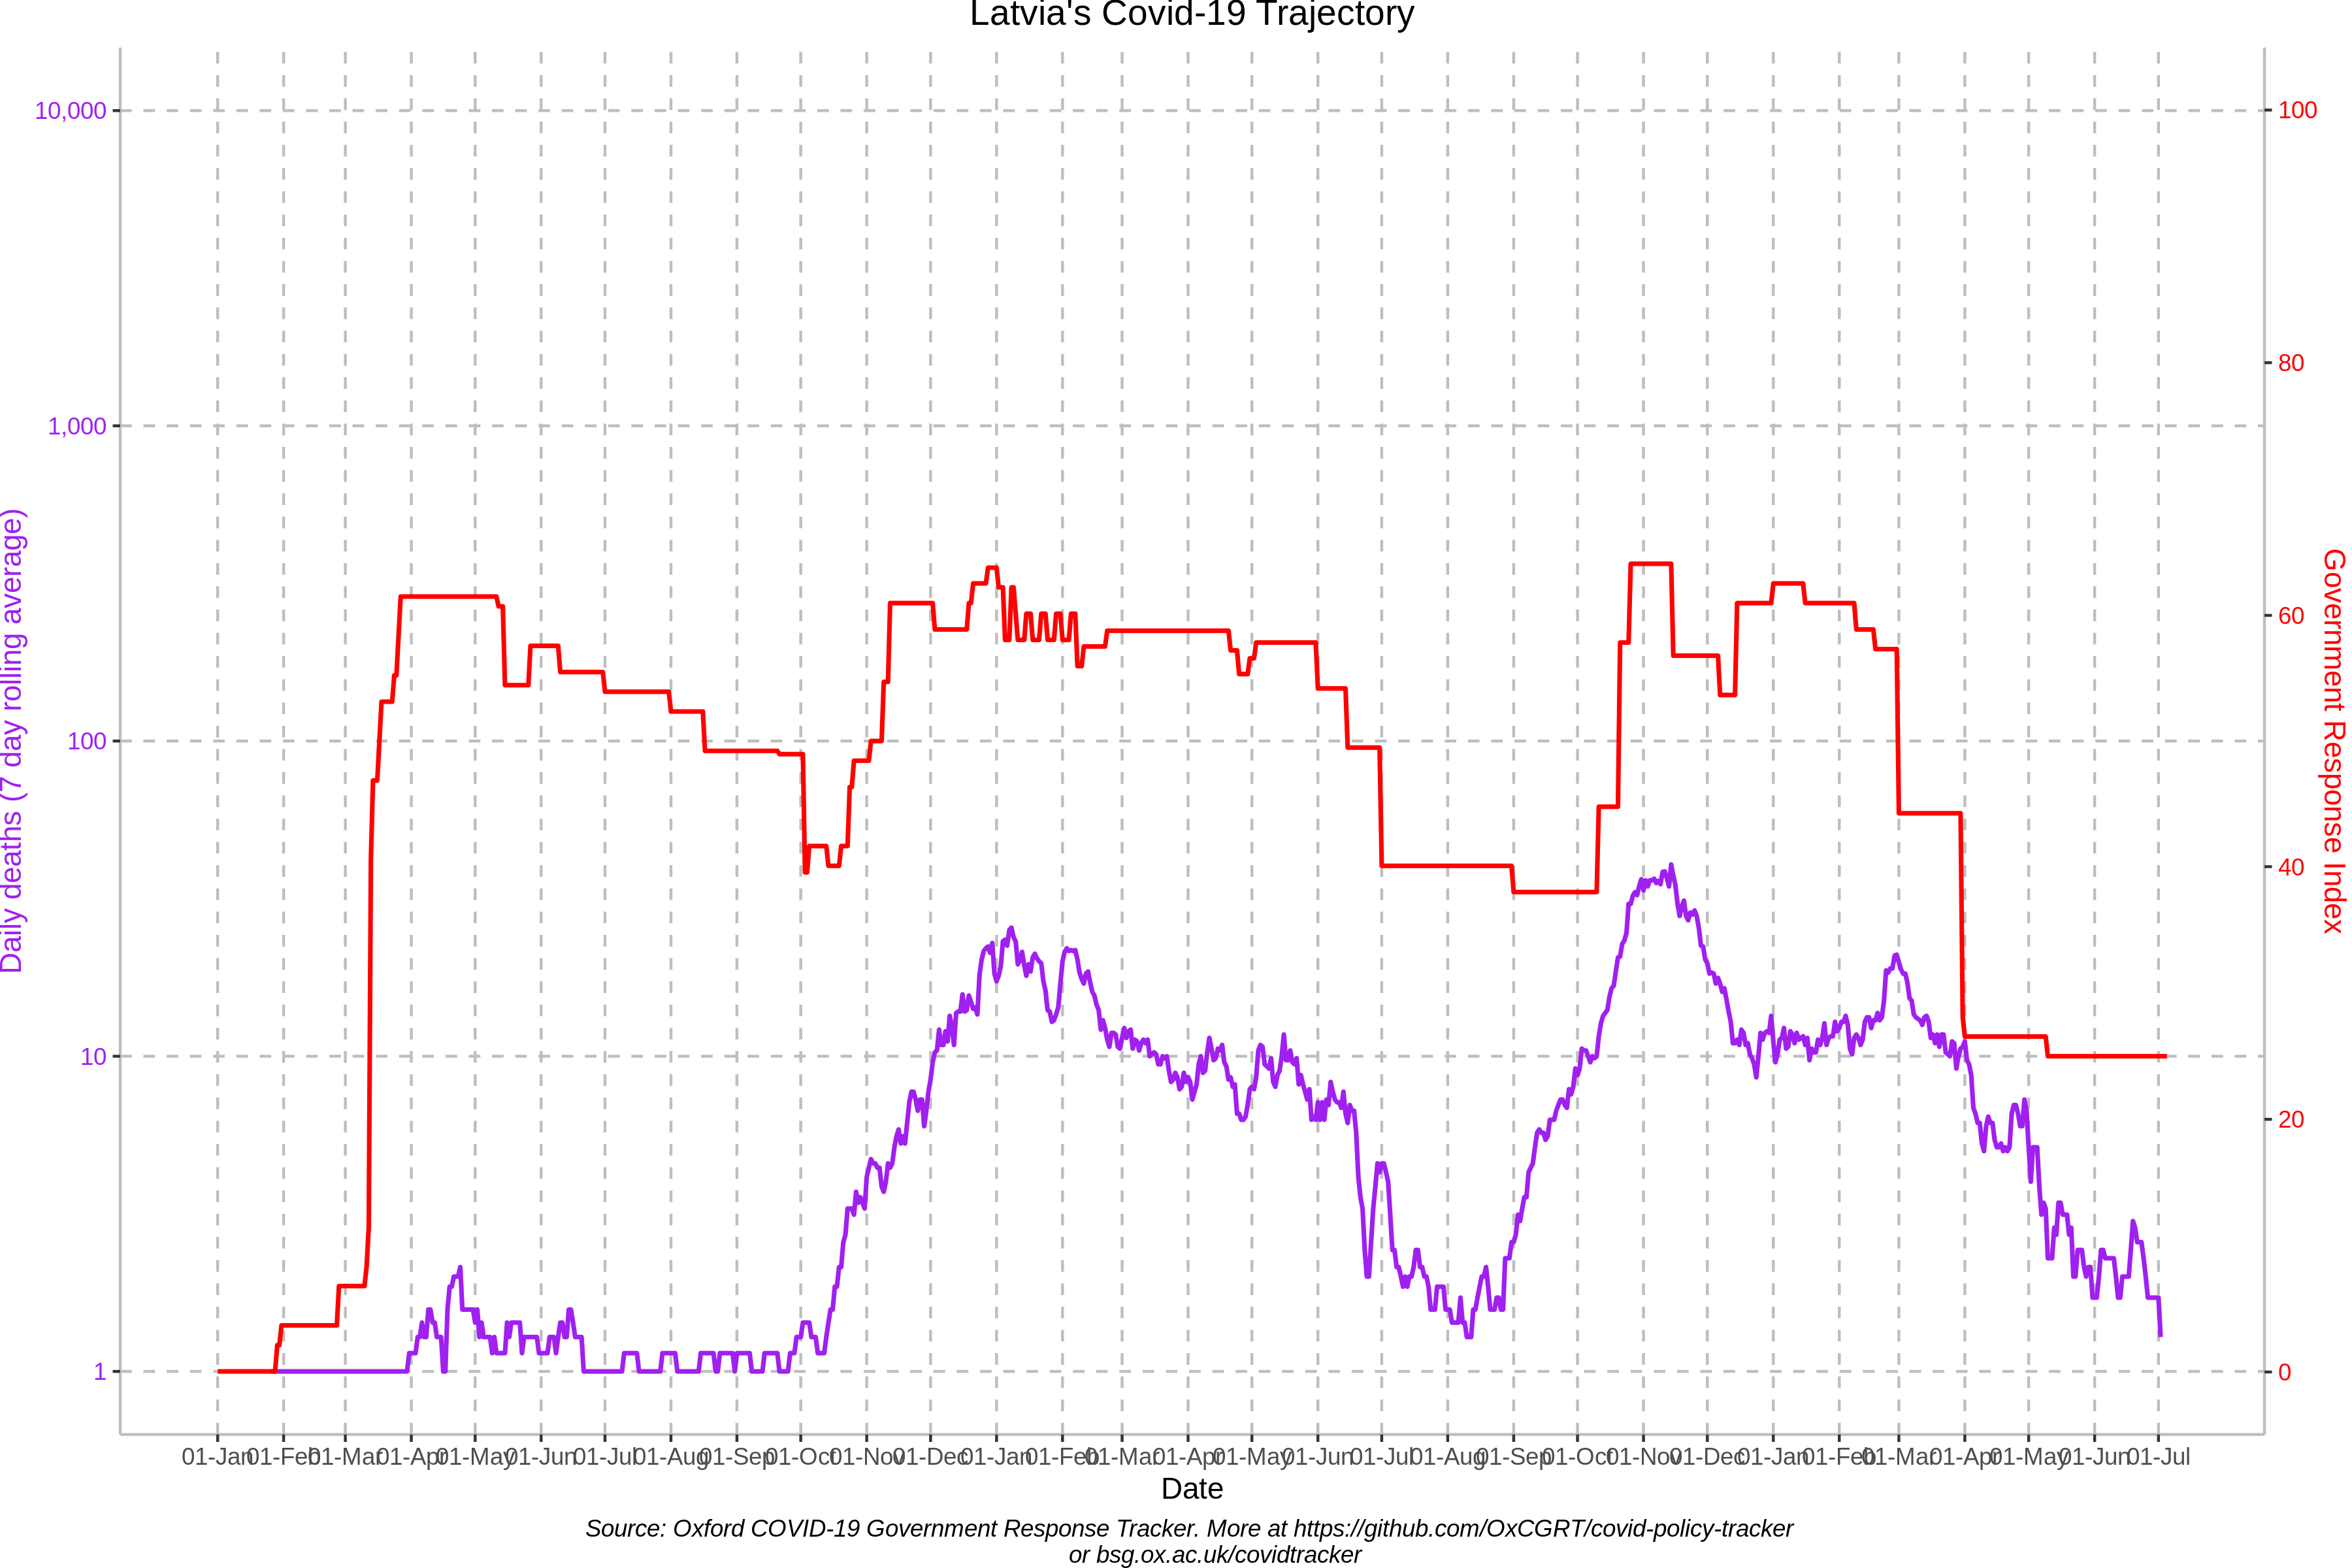 Latvia's Covid-19 Trajectory
10,000
1,000
100
10
1
Daily deaths (7 day rolling average)
100
80
60
40
20
0
Government Response Index
01-Jan 01-Feb 01-Mar 01-Apr 01-May 01-Jun 01-Jul 01-Aug 01-Sep 01-Oct 01-Nov 01-Dec 01-Jan 01-Feb 01-Mar 01-Apr 01-May 01-Jun 01-Jul 01-Aug 01-Sep 01-Oct 01-Nov 01-Dec 01-Jan 01-Feb 01-Mar 01-Apr 01-May 01-Jun 01-Jul
Date
Source: Oxford COVID-19 Government Response Tracker. More at https://github.com/OxCGRT/covid-policy-tracker
or bsg.ox.ac.uk/covidtracker